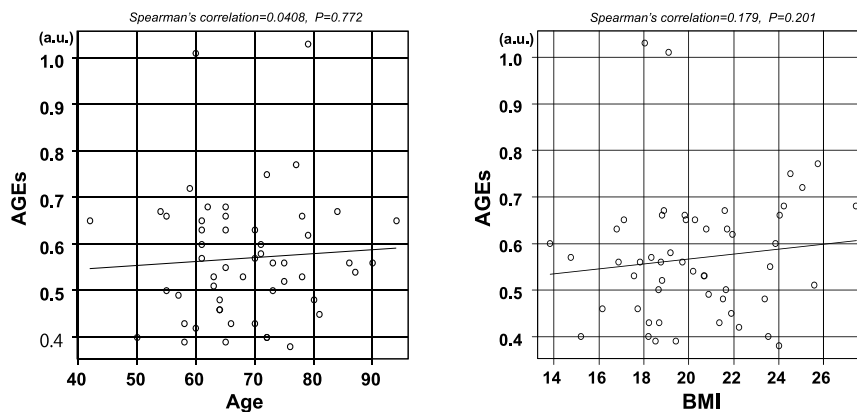 Spearman's correlation=0.0408, P=0.772
(a.u.)
1.0
0.9
0.8
0.7
0.6
0.5
0.4
AGEs
40 50 60 70 80 90
Age
Spearman's correlation=0.179, P=0.201
(a.u.)
1.0
0.9
0.8
0.7
0.6
0.5
0.4
AGEs
14 16 18 20 22 24 26
BMI